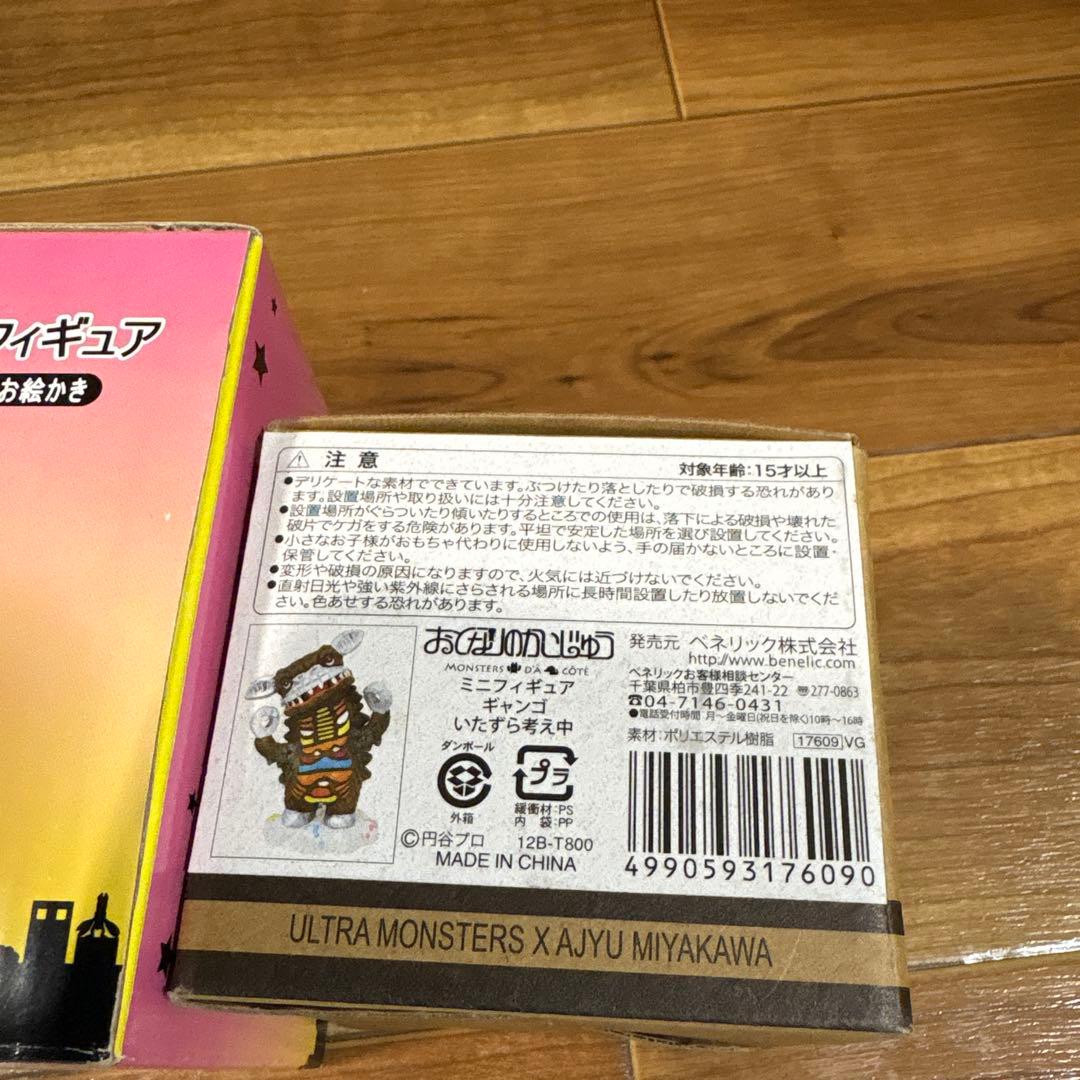 フィギュア
お絵かき
注意
対象年齢:15才以上
●デリケートな素材でできています。ぶつけたり落としたりで破損する恐れがあり
ます。設置場所や取り扱いには十分注意してください。
●設置場所がぐらついたり傾いたりするところでの使用は、落下による破損や壊れた
破片でケガをする危険があります。平坦で安定した場所を選び設置してください。
●小さなお子様がおもちゃ代わりに使用しないよう、手の届かないところに設置・
保管してください。
●変形や破損の原因になりますので、火気には近づけないでください。
●直射日光や強い紫外線にさらされる場所に長時間設置したり放置しないでくだ
さい。色あせする恐れがあります。
おとなりのかいじゅう
MONSTERS D'À CÔTÉ
ミニフィギュア
ギャンゴ
いたずら考え中
ダンボール
外箱
プラ
緩衝材:PS
内 袋:PP
©円谷プロ 12B-T800
MADE IN CHINA
発売元 ベネリック株式会社
http://www.benelic.com
ベネリックお客様相談センター
千葉県柏市豊四季241-22 〠277-0863
☎04-7146-0431
●電話受付時間 月〜金曜日(祝日を除く)10時〜16時
素材:ポリエステル樹脂 17609 VG
4990593176090
ULTRA MONSTERS X AJYU MIYAKAWA